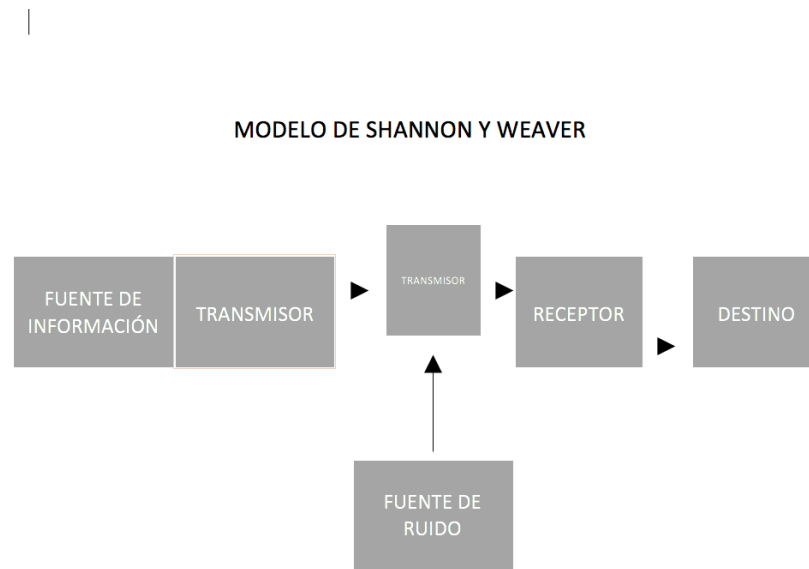 MODELO DE SHANNON Y WEAVER
FUENTE DE
INFORMACIÓN
TRANSMISOR
TRANSMISOR
RECEPTOR
DESTINO
FUENTE DE
RUIDO